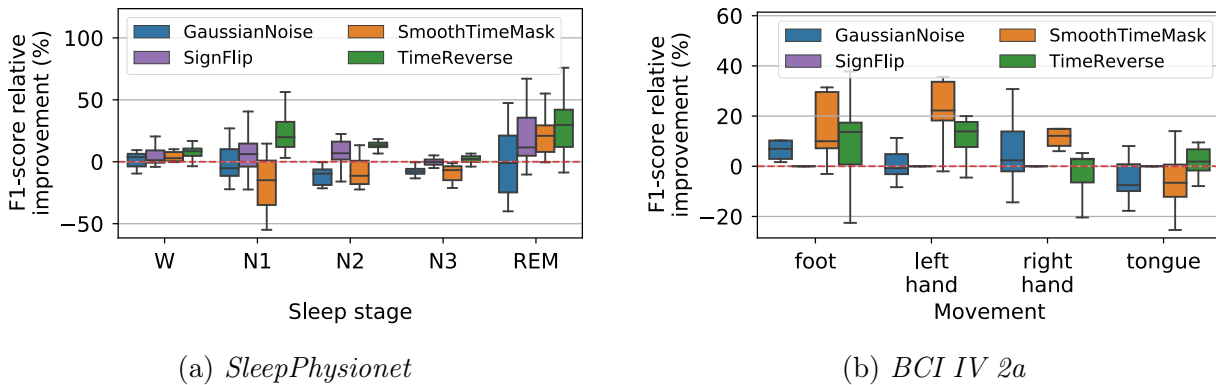 F1-score relative
improvement (%)
100
50
0
−50
GaussianNoise
SignFlip
SmoothTimeMask
TimeReverse
W
N1
N2
N3
REM
Sleep stage
(a) SleepPhysionet
F1-score relative
improvement (%)
60
40
20
0
−20
GaussianNoise
SignFlip
SmoothTimeMask
TimeReverse
foot
left
hand
right
hand
tongue
Movement
(b) BCI IV 2a